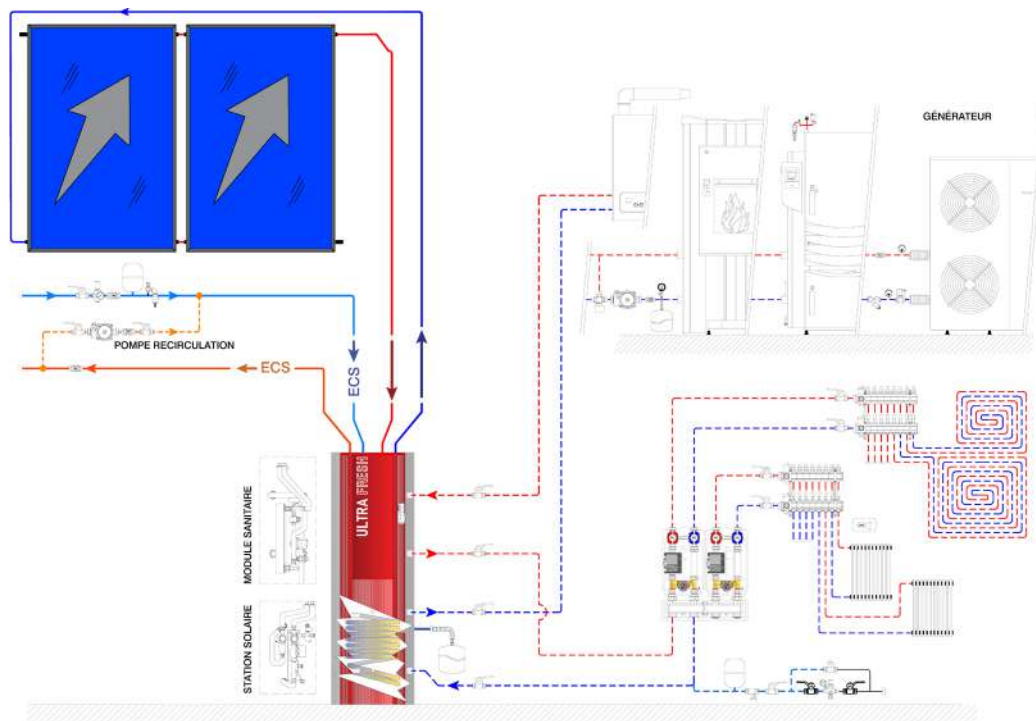 GÉNÉRATEUR
POMPE RECIRCULATION
ECS
ECS
ULTRA FRESH
MODULE SANITAIRE
STATION SOLAIRE